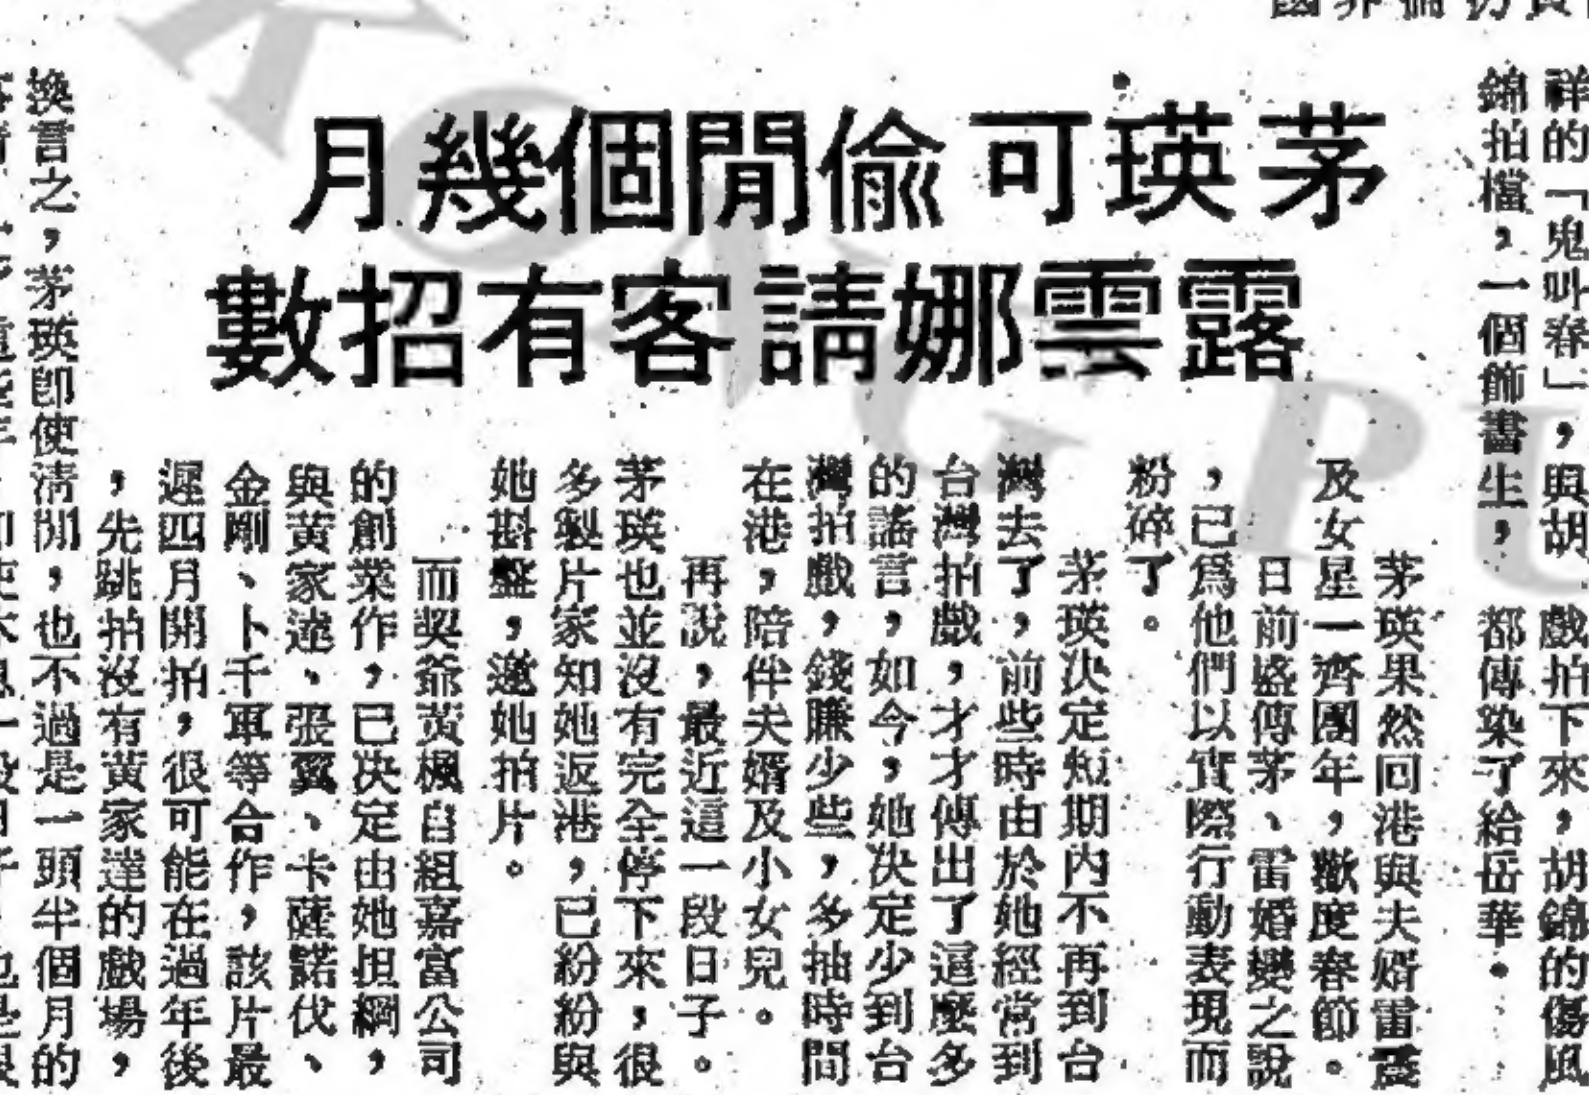 祥的「鬼叫春」,與胡
戲拍下來,胡錦的傷風
錦拍檔,一個飾書生,
都傳染了給岳華。
茅瑛可偷閒個幾月
露雲娜請客有招數
茅瑛果然回港與夫婿雷震
及女星一齊團年,歡度春節。
日前盛傳茅、雷婚變之說
,已爲他們以實際行動表現而
粉碎了。
茅瑛决定短期內不再到台
灣去了,前些時由於她經常到
台灣拍戲,才才傳出了這麼多
的謠言,如今,她决定少到台
灣拍戲,錢賺少些,多抽時間
在港,陪伴夫婿及小女兒。
再說,最近這一段日子。
茅瑛也並沒有完全停下來,很
多製片家知她返港,已紛紛與
她斟盤,邀她拍片。
而契爺黃楓自組嘉富公司
的創業作,已决定由她担綱,
與黃家達、張翼、卡薩諾伐、
金剛、卜千軍等合作,該片最
遲四月開拍,很可能在過年後
,先跳拍沒有黃家達的戲場,
換言之,茅瑛卽使淸閒,也不過是一頭半個月的